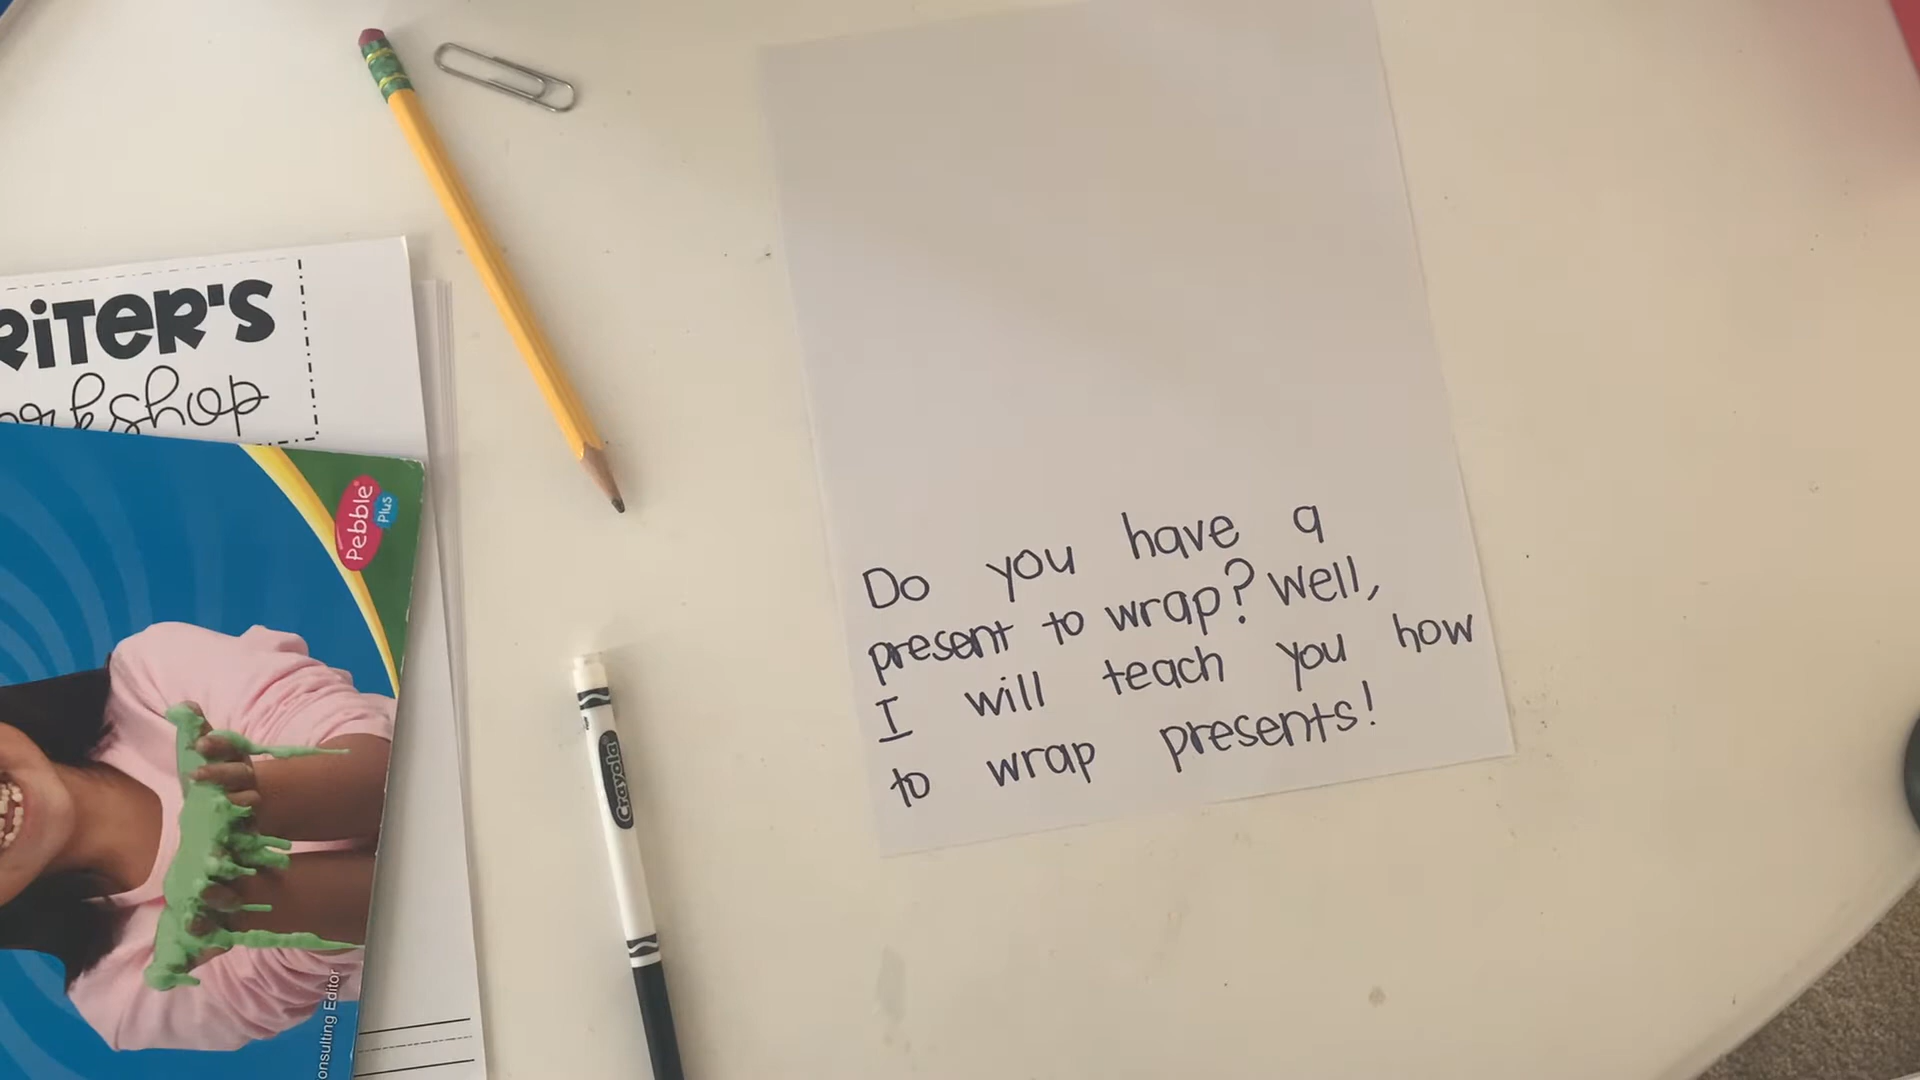 RiTER'S
orkshop
Pebble
Plus
onsulting Editor
Crayola
Do you have a
present to wrap? Well,
I will teach you how
to wrap presents!